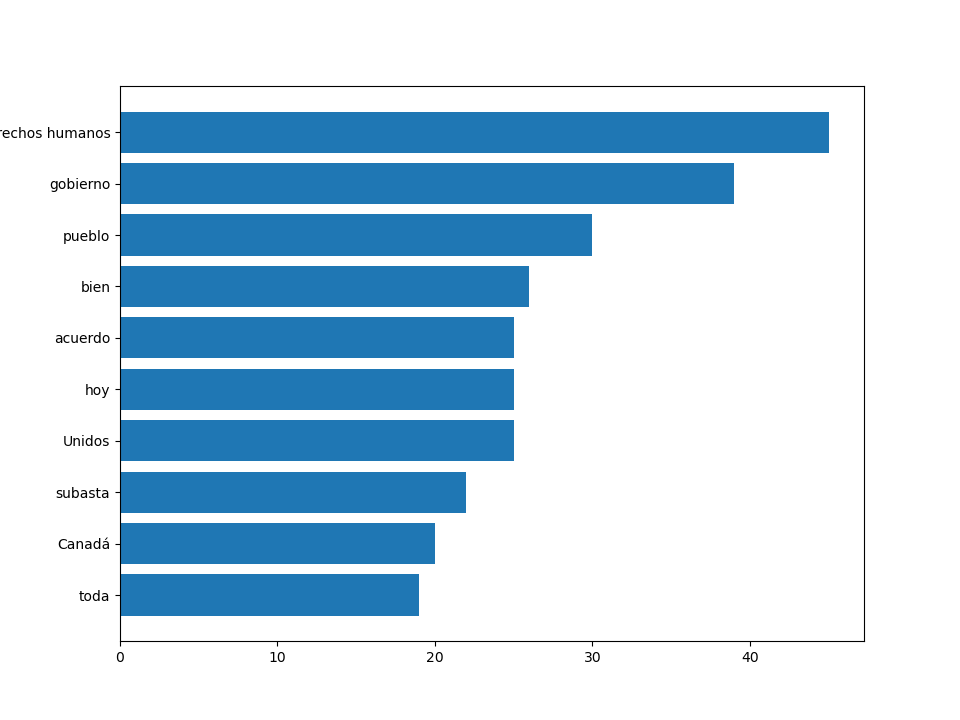 rechos humanos
gobierno
pueblo
bien
acuerdo
hoy
Unidos
subasta
Canadá
toda
0 10 20 30 40